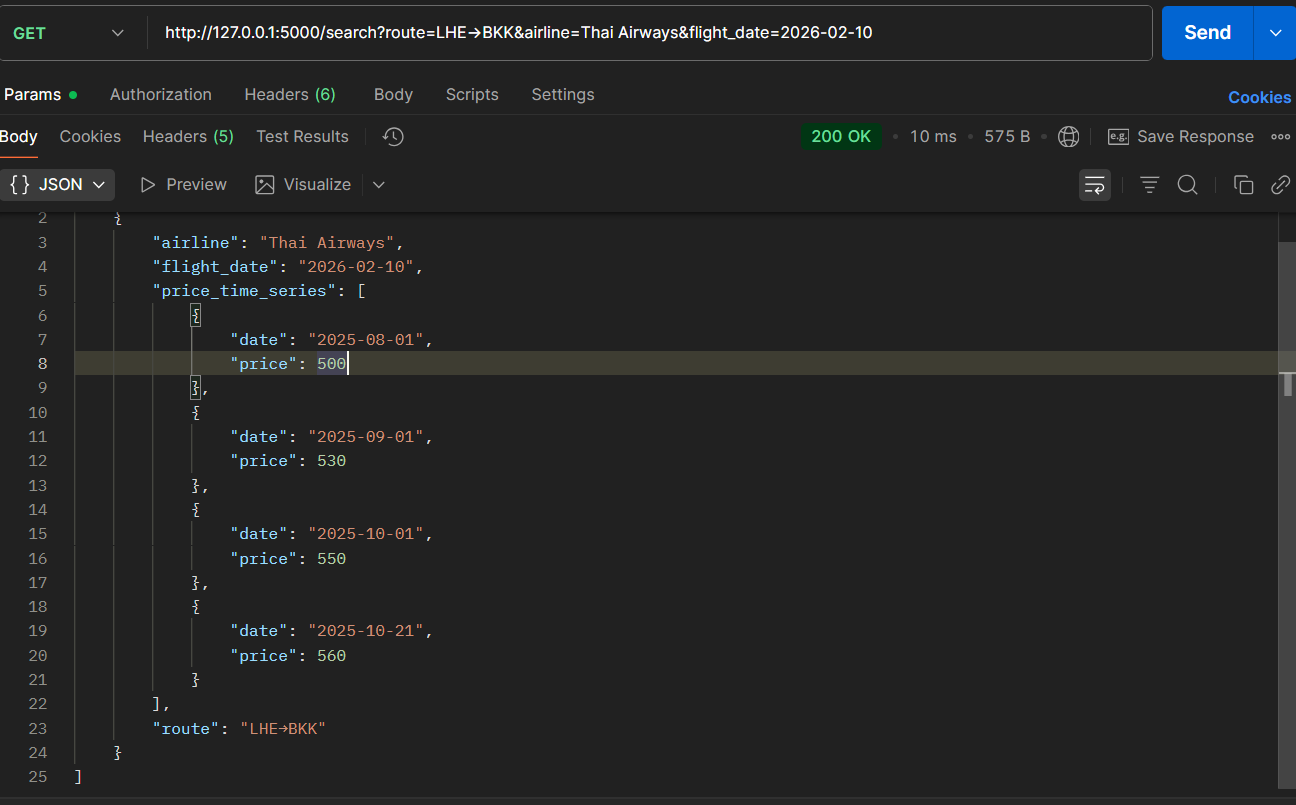 GET http://127.0.0.1:5000/search?route=LHE→BKK&airline=Thai Airways&flight_date=2026-02-10 Send
Params Authorization Headers (6) Body Scripts Settings Cookies
Body Cookies Headers (5) Test Results 200 OK 10 ms 575 B e.g. Save Response
{} JSON Preview Visualize
2 {
3 "airline": "Thai Airways",
4 "flight_date": "2026-02-10",
5 "price_time_series": [
6 {
7 "date": "2025-08-01",
8 "price": 500
9 },
10 {
11 "date": "2025-09-01",
12 "price": 530
13 },
14 {
15 "date": "2025-10-01",
16 "price": 550
17 },
18 {
19 "date": "2025-10-21",
20 "price": 560
21 }
22 ],
23 "route": "LHE→BKK"
24 }
25 ]